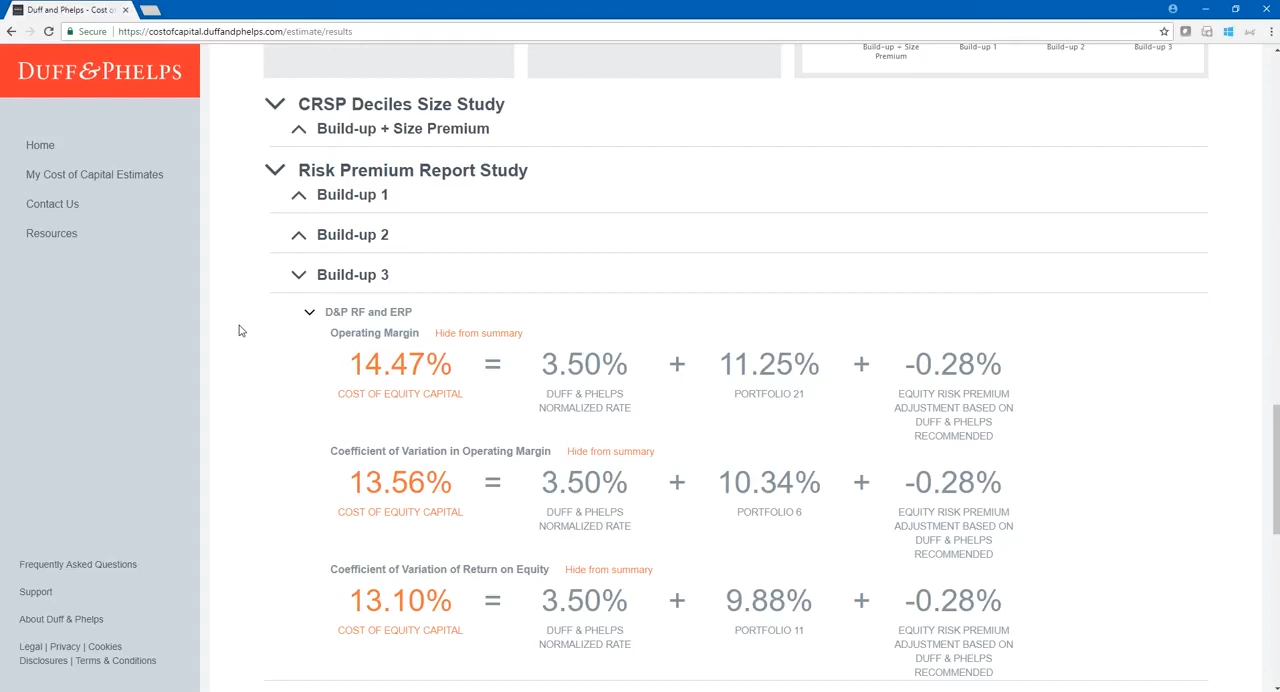 Duff and Phelps - Cost o
Secure | https://costofcapital.duffandphelps.com/estimate/results
DUFF&PHELPS
Home
My Cost of Capital Estimates
Contact Us
Resources
Frequently Asked Questions
Support
About Duff & Phelps
Legal | Privacy | Cookies
Disclosures | Terms & Conditions
Build-up + Size Premium
Build-up 1
Build-up 2
Build-up 3
CRSP Deciles Size Study
Build-up + Size Premium
Risk Premium Report Study
Build-up 1
Build-up 2
Build-up 3
D&P RF and ERP
Operating Margin Hide from summary
14.47% = 3.50% + 11.25% + -0.28%
COST OF EQUITY CAPITAL
DUFF & PHELPS
NORMALIZED RATE
PORTFOLIO 21
EQUITY RISK PREMIUM
ADJUSTMENT BASED ON
DUFF & PHELPS
RECOMMENDED
Coefficient of Variation in Operating Margin Hide from summary
13.56% = 3.50% + 10.34% + -0.28%
COST OF EQUITY CAPITAL
DUFF & PHELPS
NORMALIZED RATE
PORTFOLIO 6
EQUITY RISK PREMIUM
ADJUSTMENT BASED ON
DUFF & PHELPS
RECOMMENDED
Coefficient of Variation of Return on Equity Hide from summary
13.10% = 3.50% + 9.88% + -0.28%
COST OF EQUITY CAPITAL
DUFF & PHELPS
NORMALIZED RATE
PORTFOLIO 11
EQUITY RISK PREMIUM
ADJUSTMENT BASED ON
DUFF & PHELPS
RECOMMENDED